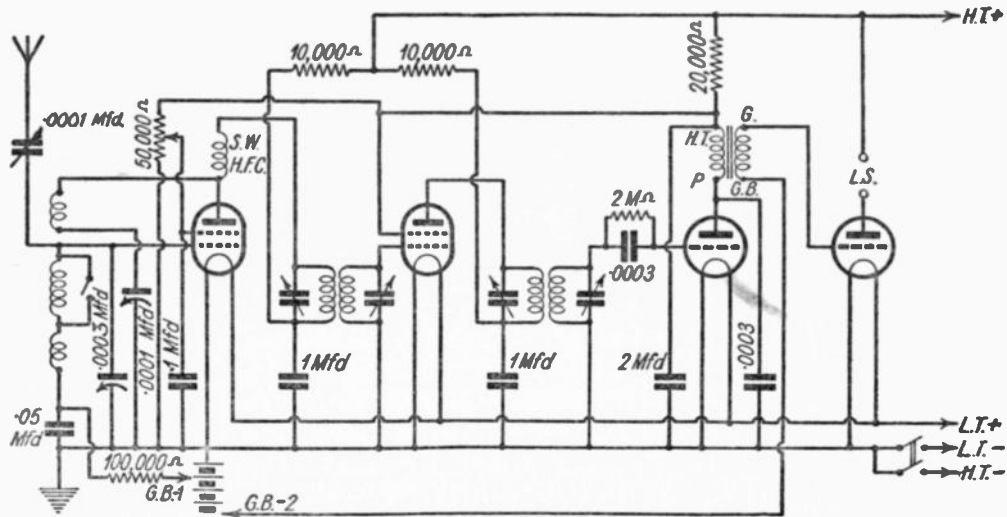 H.T.+
10,000Ω
10,000Ω
20,000Ω
.0001 Mfd.
50,000Ω
S.W.
H.F.C.
H.T.
G.
P
G.B.
L.S.
2 MΩ
.0003
.0003 Mfd
.0001 Mfd
.1 Mfd
1 Mfd
1 Mfd
2 Mfd
.0003
.05
Mfd
L.T.+
L.T.-
H.T.-
100,000Ω
G.B.-1
G.B.-2